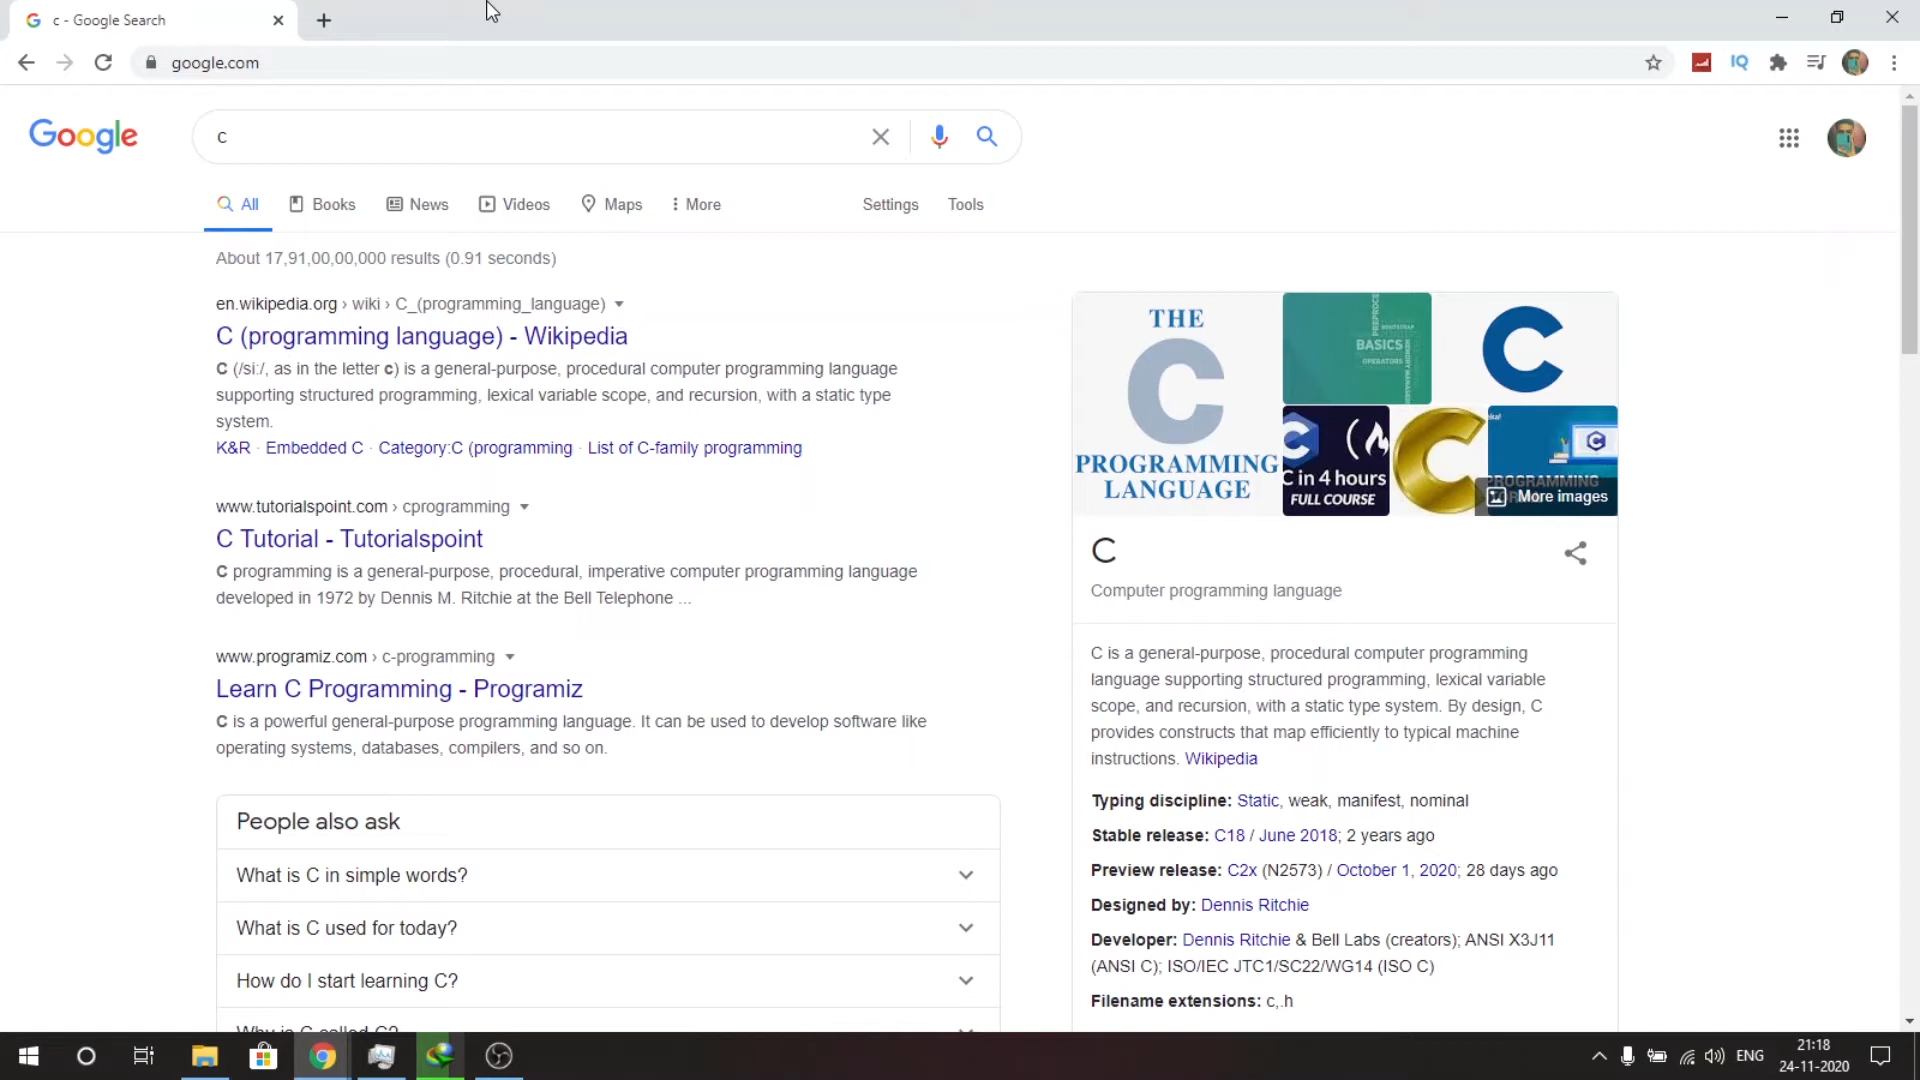 c - Google Search
google.com
IQ
Google
c
All
Books
News
Videos
Maps
More
Settings
Tools
About 17,91,00,00,000 results (0.91 seconds)
en.wikipedia.org › wiki › C_(programming_language)
C (programming language) - Wikipedia
C (/siː/, as in the letter c) is a general-purpose, procedural computer programming language
supporting structured programming, lexical variable scope, and recursion, with a static type
system.
K&R · Embedded C · Category:C (programming · List of C-family programming
www.tutorialspoint.com › cprogramming
C Tutorial - Tutorialspoint
C programming is a general-purpose, procedural, imperative computer programming language
developed in 1972 by Dennis M. Ritchie at the Bell Telephone ...
www.programiz.com › c-programming
Learn C Programming - Programiz
C is a powerful general-purpose programming language. It can be used to develop software like
operating systems, databases, compilers, and so on.
People also ask
What is C in simple words?
What is C used for today?
How do I start learning C?
Why is C called C?
THE
C
PROGRAMMING
LANGUAGE
BASICS
OPERATORS
BOOTSTRAP
C
C
C in 4 hours
FULL COURSE
C
C
PROGRAMMING
More images
C
Computer programming language
C is a general-purpose, procedural computer programming
language supporting structured programming, lexical variable
scope, and recursion, with a static type system. By design, C
provides constructs that map efficiently to typical machine
instructions. Wikipedia
Typing discipline: Static, weak, manifest, nominal
Stable release: C18 / June 2018; 2 years ago
Preview release: C2x (N2573) / October 1, 2020; 28 days ago
Designed by: Dennis Ritchie
Developer: Dennis Ritchie & Bell Labs (creators); ANSI X3J11
(ANSI C); ISO/IEC JTC1/SC22/WG14 (ISO C)
Filename extensions: c,.h
ENG
21:18
24-11-2020